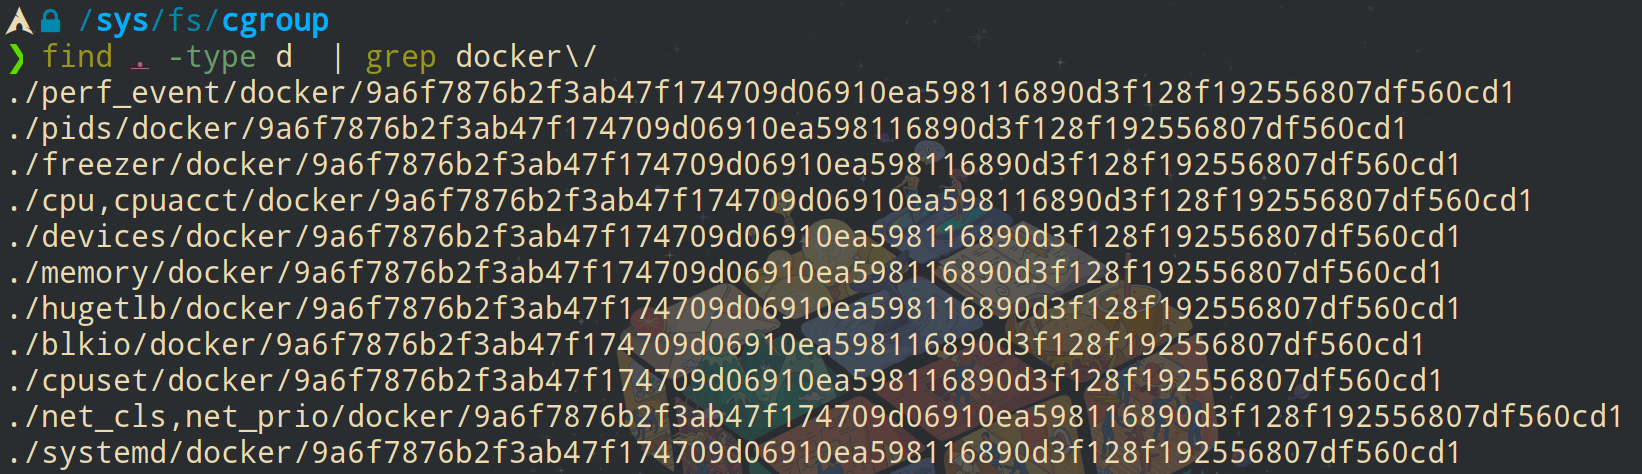 /sys/fs/cgroup
❯ find . -type d  | grep docker\/
./perf_event/docker/9a6f7876b2f3ab47f174709d06910ea598116890d3f128f192556807df560cd1
./pids/docker/9a6f7876b2f3ab47f174709d06910ea598116890d3f128f192556807df560cd1
./freezer/docker/9a6f7876b2f3ab47f174709d06910ea598116890d3f128f192556807df560cd1
./cpu,cpuacct/docker/9a6f7876b2f3ab47f174709d06910ea598116890d3f128f192556807df560cd1
./devices/docker/9a6f7876b2f3ab47f174709d06910ea598116890d3f128f192556807df560cd1
./memory/docker/9a6f7876b2f3ab47f174709d06910ea598116890d3f128f192556807df560cd1
./hugetlb/docker/9a6f7876b2f3ab47f174709d06910ea598116890d3f128f192556807df560cd1
./blkio/docker/9a6f7876b2f3ab47f174709d06910ea598116890d3f128f192556807df560cd1
./cpuset/docker/9a6f7876b2f3ab47f174709d06910ea598116890d3f128f192556807df560cd1
./net_cls,net_prio/docker/9a6f7876b2f3ab47f174709d06910ea598116890d3f128f192556807df560cd1
./systemd/docker/9a6f7876b2f3ab47f174709d06910ea598116890d3f128f192556807df560cd1